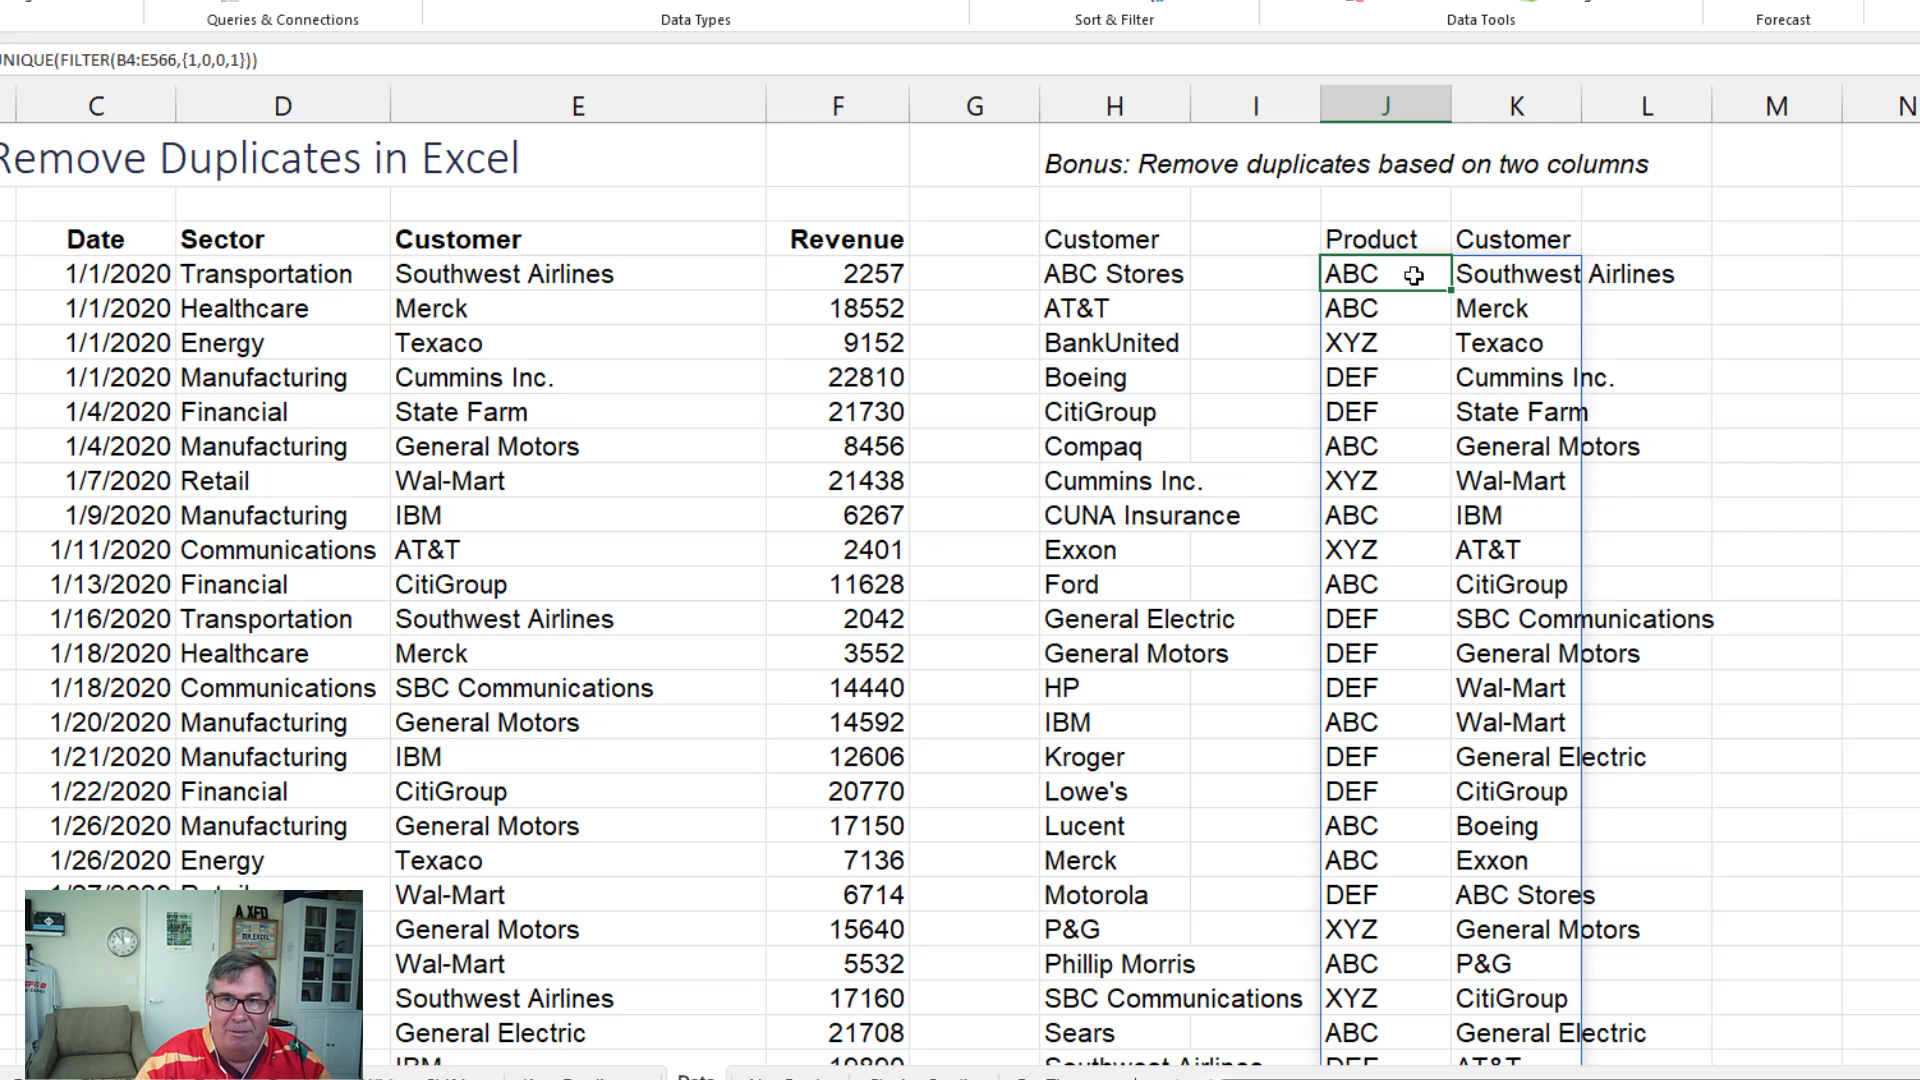 Queries & Connections Data Types Sort & Filter Data Tools Forecast
UNIQUE(FILTER(B4:E566,{1,0,0,1}))
C D E F G H I J K L M N
Remove Duplicates in Excel Bonus: Remove duplicates based on two columns
Date Sector Customer Revenue Customer Product Customer
1/1/2020 Transportation Southwest Airlines 2257 ABC Stores ABC Southwest Airlines
1/1/2020 Healthcare Merck 18552 AT&T ABC Merck
1/1/2020 Energy Texaco 9152 BankUnited XYZ Texaco
1/1/2020 Manufacturing Cummins Inc. 22810 Boeing DEF Cummins Inc.
1/4/2020 Financial State Farm 21730 CitiGroup DEF State Farm
1/4/2020 Manufacturing General Motors 8456 Compaq ABC General Motors
1/7/2020 Retail Wal-Mart 21438 Cummins Inc. XYZ Wal-Mart
1/9/2020 Manufacturing IBM 6267 CUNA Insurance ABC IBM
1/11/2020 Communications AT&T 2401 Exxon XYZ AT&T
1/13/2020 Financial CitiGroup 11628 Ford ABC CitiGroup
1/16/2020 Transportation Southwest Airlines 2042 General Electric DEF SBC Communications
1/18/2020 Healthcare Merck 3552 General Motors DEF General Motors
1/18/2020 Communications SBC Communications 14440 HP DEF Wal-Mart
1/20/2020 Manufacturing General Motors 14592 IBM ABC Wal-Mart
1/21/2020 Manufacturing IBM 12606 Kroger DEF General Electric
1/22/2020 Financial CitiGroup 20770 Lowe's DEF CitiGroup
1/26/2020 Manufacturing General Motors 17150 Lucent ABC Boeing
1/26/2020 Energy Texaco 7136 Merck ABC Exxon
Wal-Mart 6714 Motorola DEF ABC Stores
General Motors 15640 P&G XYZ General Motors
Wal-Mart 5532 Phillip Morris ABC P&G
Southwest Airlines 17160 SBC Communications XYZ CitiGroup
General Electric 21708 Sears ABC General Electric
IBM Southwest Airlines DEF AT&T